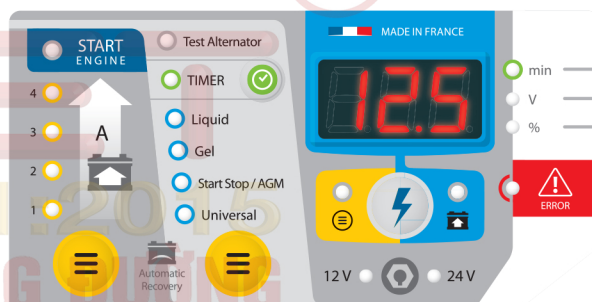 START
ENGINE
Test Alternator
MADE IN FRANCE
TIMER
12.5
min
4
V
3
A
Liquid
%
Gel
2
Start Stop / AGM
ERROR
1
Universal
Automatic
Recovery
12 V
24 V